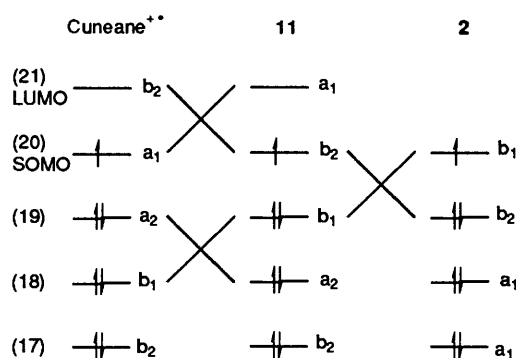 Cuneane+• 11 2
(21) b2 a1
LUMO
(20) a1 b2 b1
SOMO
(19) a2 b1 b2
(18) b1 a2 a1
(17) b2 b2 a1